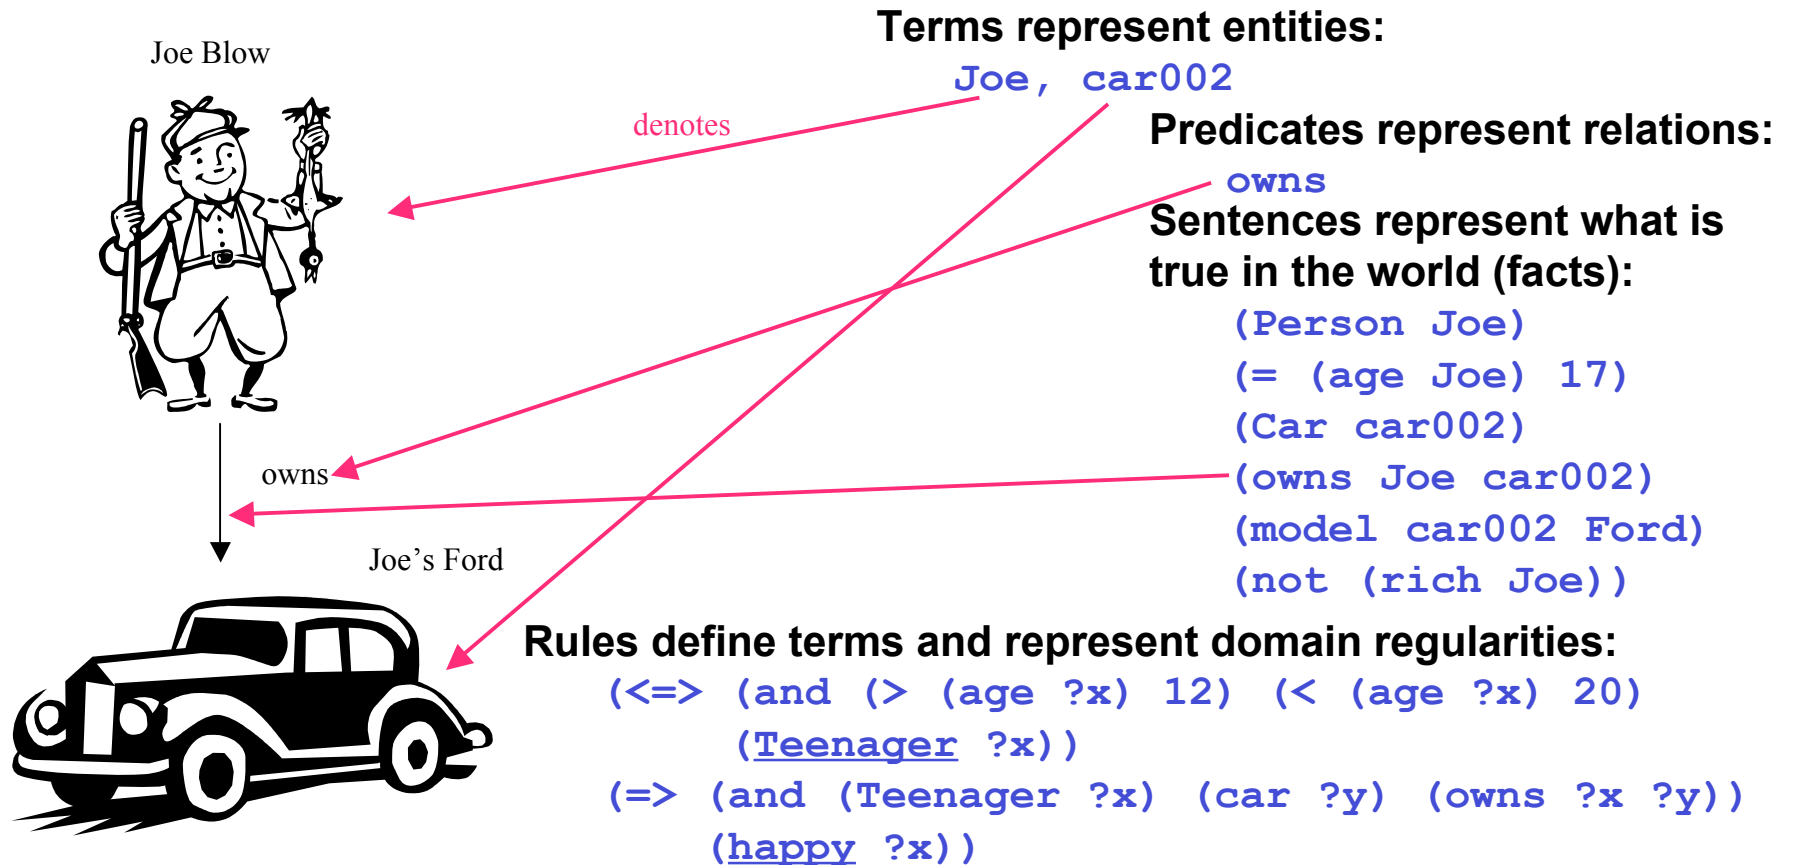 Terms represent entities:
Joe, car002
Joe Blow
denotes
Predicates represent relations:
owns
Sentences represent what is
true in the world (facts):
(Person Joe)
(= (age Joe) 17)
(Car car002)
(owns Joe car002)
(model car002 Ford)
(not (rich Joe))
owns
Joe’s Ford
Rules define terms and represent domain regularities:
(<=> (and (> (age ?x) 12) (< (age ?x) 20)
(Teenager ?x))
(=> (and (Teenager ?x) (car ?y) (owns ?x ?y))
(happy ?x))